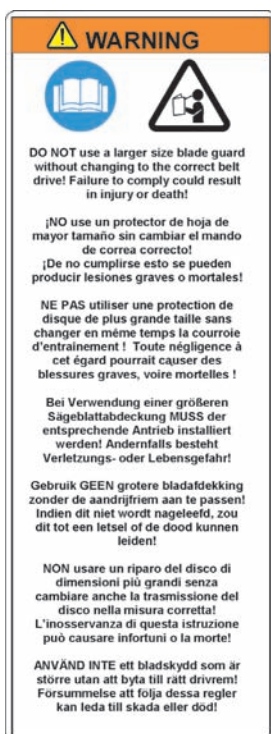 WARNING
DO NOT use a larger size blade guard
without changing to the correct belt
drive! Failure to comply could result
in injury or death!
¡NO use un protector de hoja de
mayor tamaño sin cambiar el mando
de correa correcto!
¡De no cumplirse esto se pueden
producir lesiones graves o mortales!
NE PAS utiliser une protection de
disque de plus grande taille sans
changer en même temps la courroie
d'entraînement ! Toute négligence à
cet égard pourrait causer des
blessures graves, voire mortelles !
Bei Verwendung einer größeren
Sägeblattabdeckung MUSS der
entsprechende Antrieb installiert
werden! Andernfalls besteht
Verletzungs- oder Lebensgefahr!
Gebruik GEEN grotere bladafdekking
zonder de aandrijfriem aan te passen!
Indien dit niet wordt nageleefd, zou
dit tot een letsel of de dood kunnen
leiden!
NON usare un riparo del disco di
dimensioni più grandi senza
cambiare anche la trasmissione del
disco nella misura corretta!
L'inosservanza di questa istruzione
può causare infortuni o la morte!
ANVÄND INTE ett bladskydd som är
större utan att byta till rätt drivrem!
Försummelse att följa dessa regler
kan leda till skada eller död!